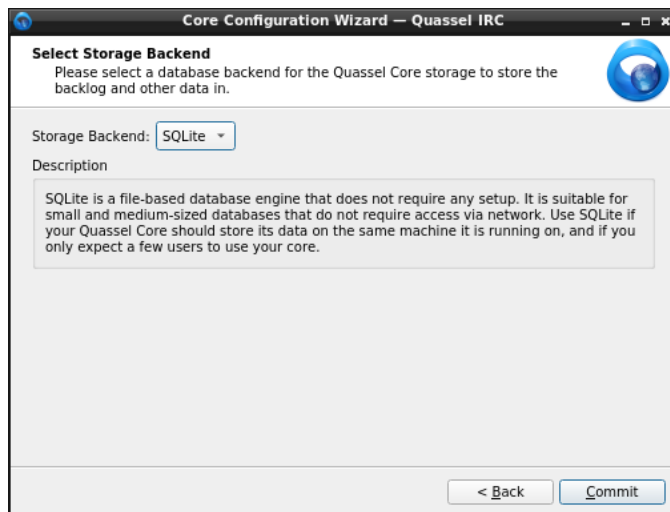 Core Configuration Wizard — Quassel IRC
Select Storage Backend
Please select a database backend for the Quassel Core storage to store the
backlog and other data in.
Storage Backend: SQLite
Description
SQLite is a file-based database engine that does not require any setup. It is suitable for
small and medium-sized databases that do not require access via network. Use SQLite if
your Quassel Core should store its data on the same machine it is running on, and if you
only expect a few users to use your core.
< Back Commit